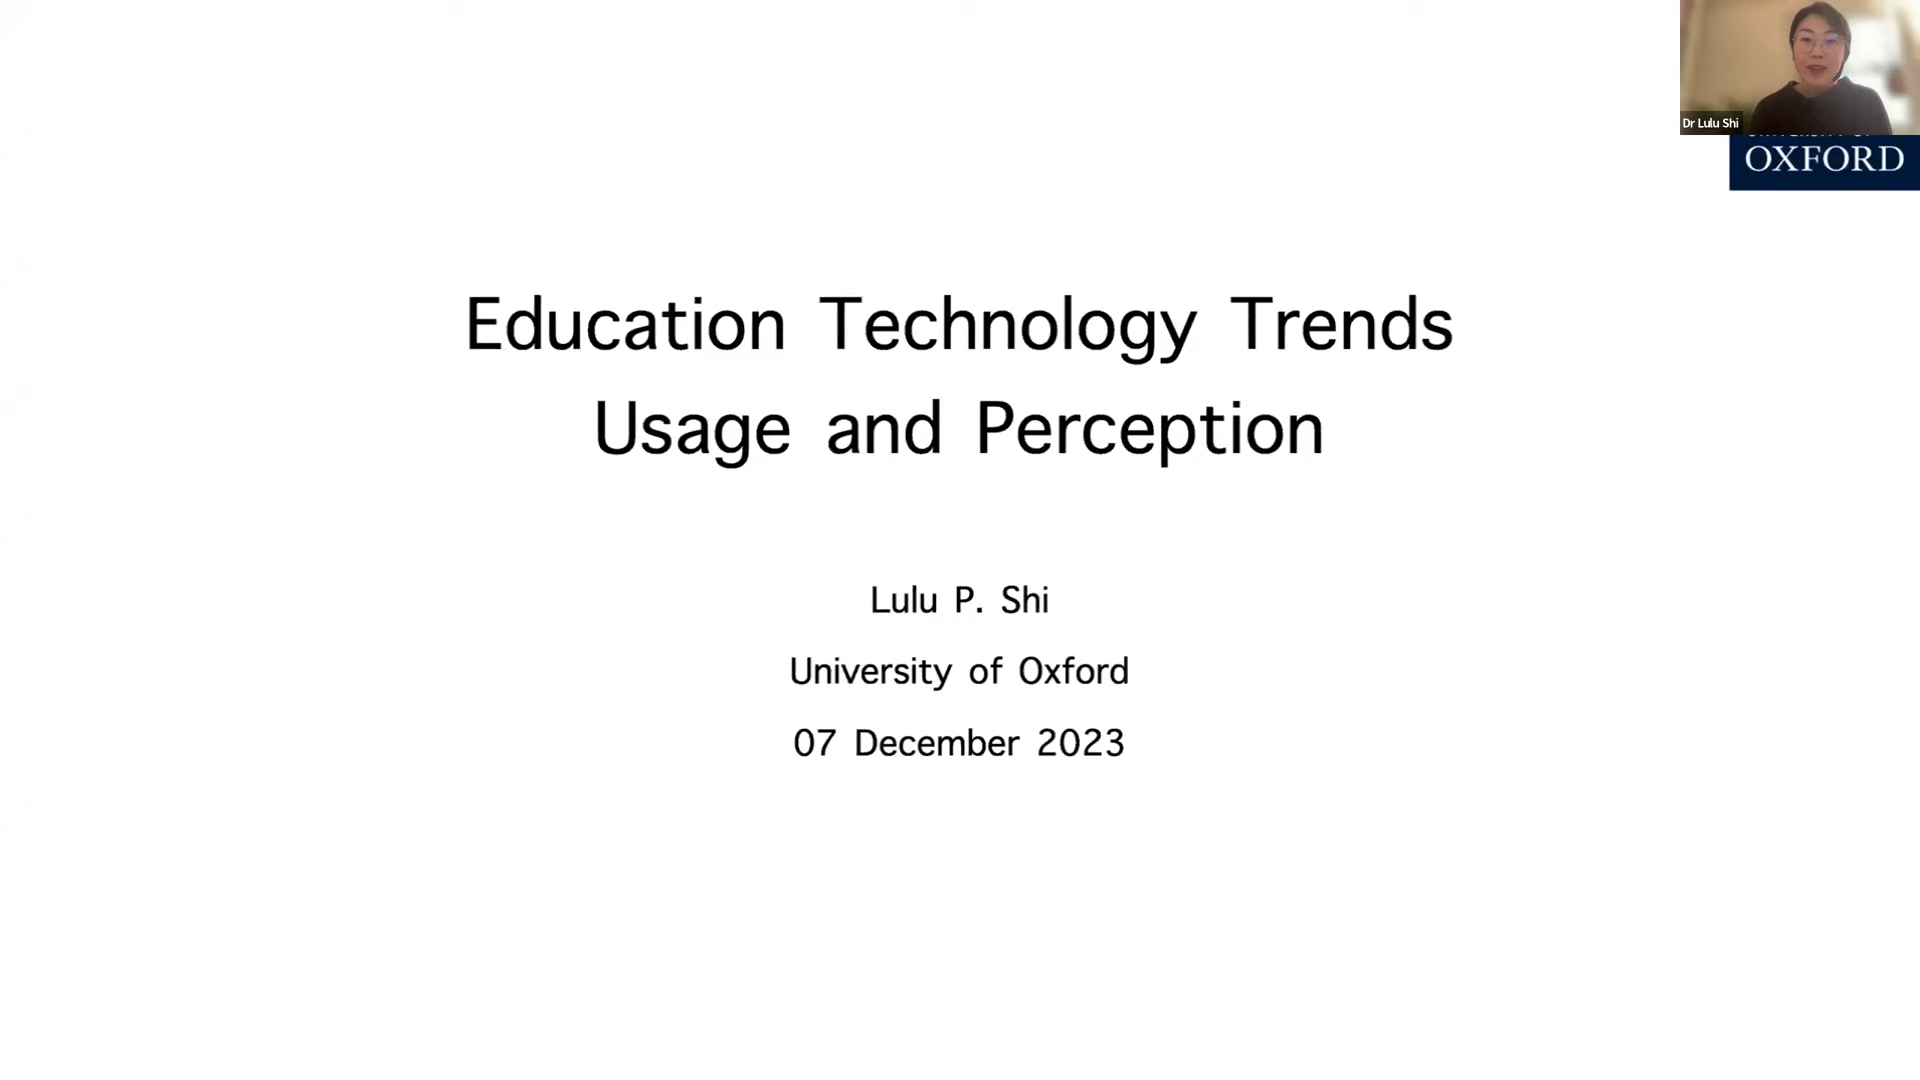 Dr Lulu Shi
OXFORD
Education Technology Trends
Usage and Perception
Lulu P. Shi
University of Oxford
07 December 2023